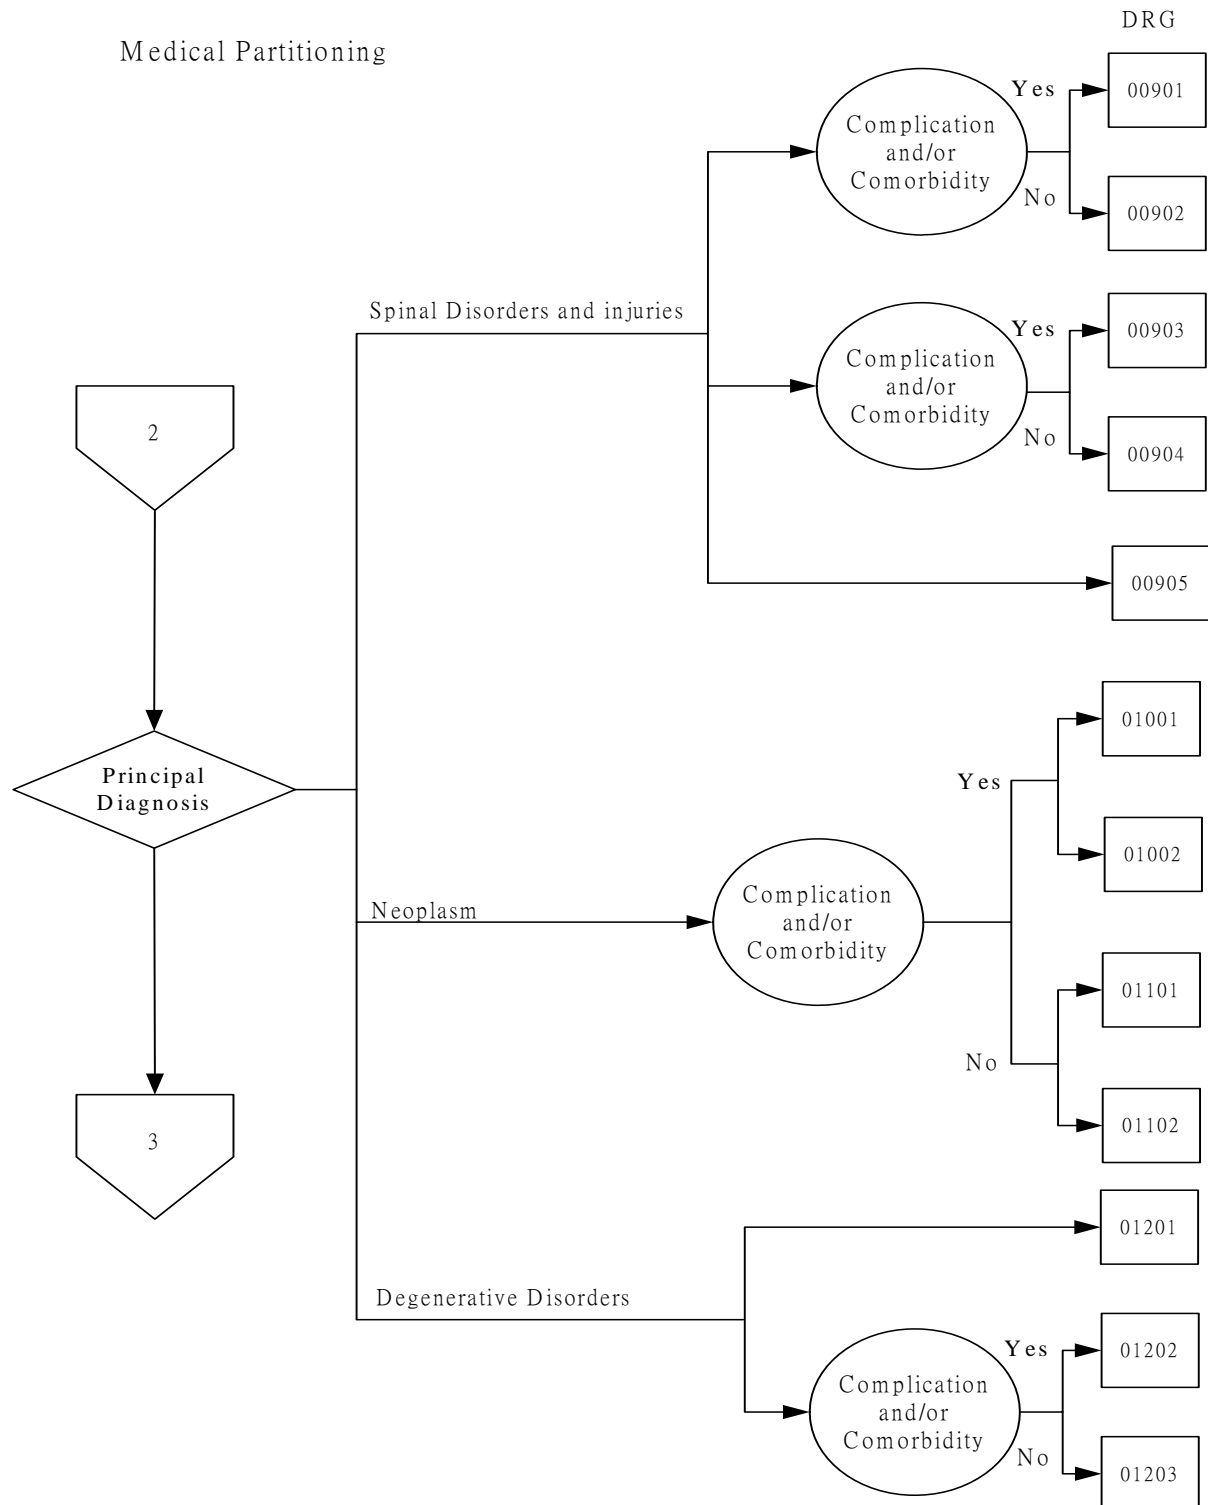 DRG
Medical Partitioning
Yes
00901
Complication
and/or
Comorbidity
No
00902
Spinal Disorders and injuries
Yes
00903
Complication
and/or
Comorbidity
No
00904
2
00905
01001
Principal
Diagnosis
Yes
01002
Complication
and/or
Comorbidity
Neoplasm
01101
No
01102
3
01201
Degenerative Disorders
Yes
01202
Complication
and/or
Comorbidity
No
01203